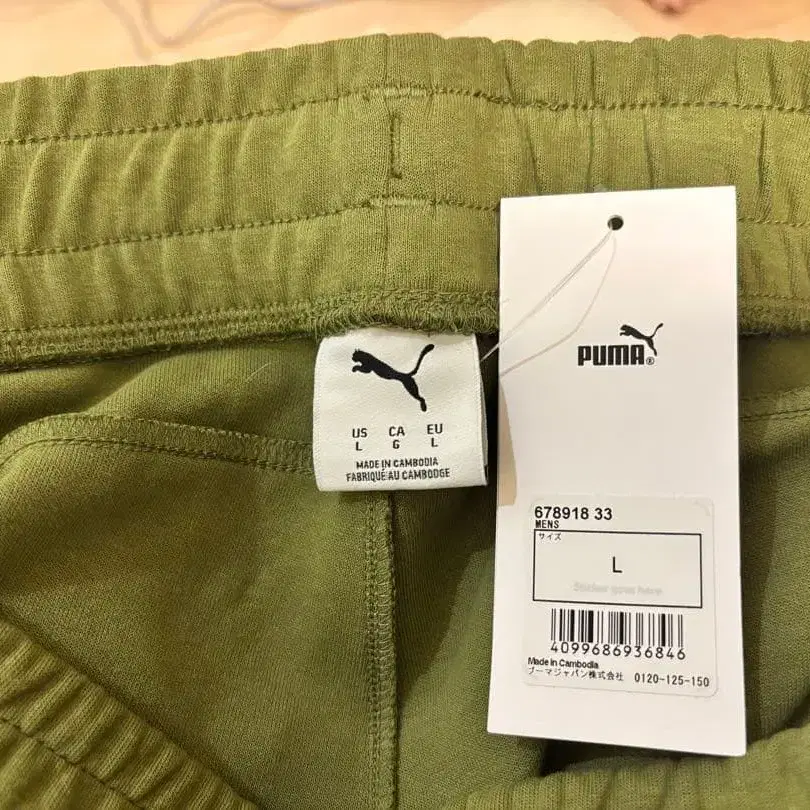 US CA EU
L G L
MADE IN CAMBODIA
FABRIQUÉ AU CAMBODGE
PUMA®
678918 33
MENS
サイズ
L
Sticker goes here
4099686936846
Made in Cambodia
プーマジャパン株式会社 0120-125-150